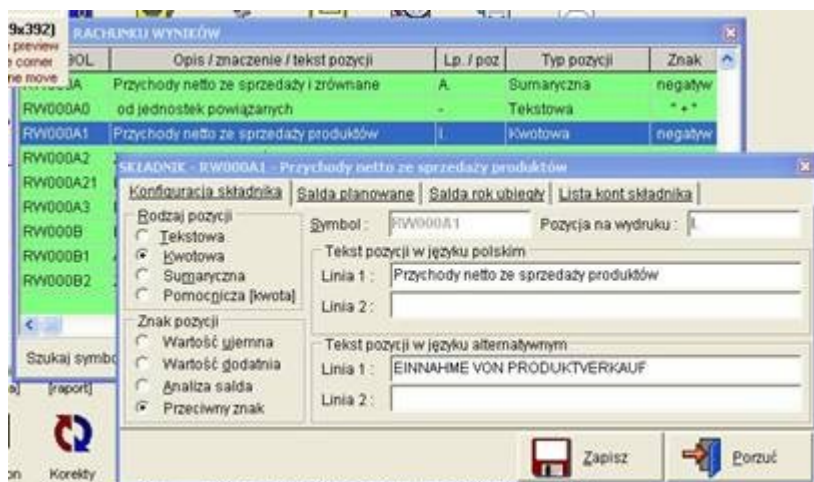 9x392]
preview
corner
ne move
RACHUNKU WYNIKÓW
BOL Opis / znaczenie / tekst pozycji Lp. / poz Typ pozycji Znak
RW000A Przychody netto ze sprzedaży i zrównane A. Sumaryczna negatyw
RW000A0 od jednostek powiązanych - Tekstowa " + "
RW000A1 Przychody netto ze sprzedaży produktów I. Kwotowa negatyw
RW000A2
RW000A21
RW000A3
RW000B
RW000B1
RW000B2
Szukaj symbo
SKŁADNIK - RW000A1 - Przychody netto ze sprzedaży produktów
Konfiguracja składnika Salda planowane Salda rok ubiegły Lista kont składnika
Rodzaj pozycji
Tekstowa
Kwotowa
Sumaryczna
Pomocnicza [kwota]
Znak pozycji
Wartość ujemna
Wartość dodatnia
Analiza salda
Przeciwny znak
Symbol : RW000A1 Pozycja na wydruku : I.
Tekst pozycji w języku polskim
Linia 1 : Przychody netto ze sprzedaży produktów
Linia 2 :
Tekst pozycji w języku alternatywnym
Linia 1 : EINNAHME VON PRODUKTVERKAUF
Linia 2 :
Zapisz Porzuć
[raport]
Korekty